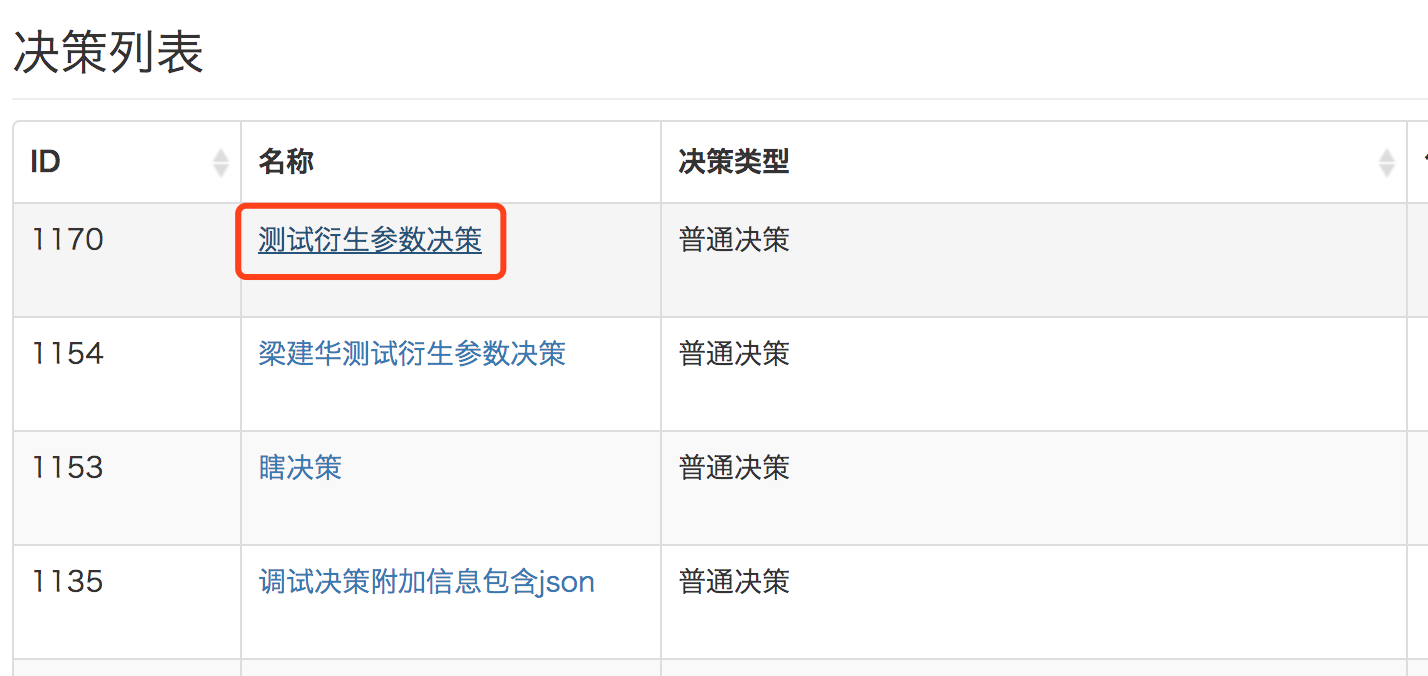 决策列表
ID 名称 决策类型
1170 测试衍生参数决策 普通决策
1154 梁建华测试衍生参数决策 普通决策
1153 瞎决策 普通决策
1135 调试决策附加信息包含json 普通决策